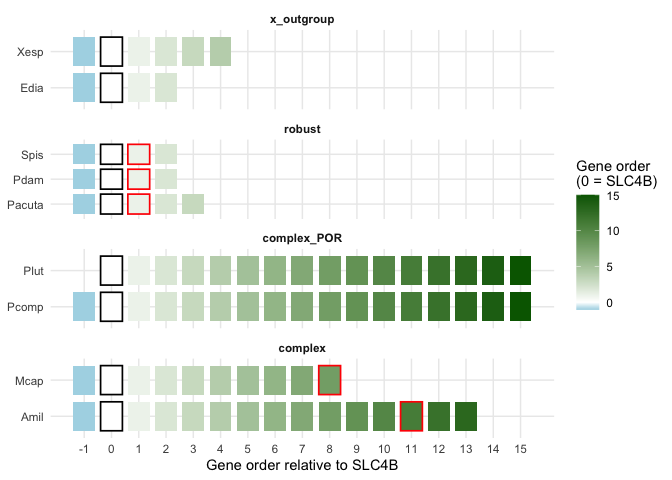 x_outgroup
Xesp
Edia
robust
Spis
Pdam
Pacuta
complex_POR
Plut
Pcomp
complex
Mcap
Amil
-1 0 1 2 3 4 5 6 7 8 9 10 11 12 13 14 15
Gene order relative to SLC4B
Gene order
(0 = SLC4B)
15
10
5
0